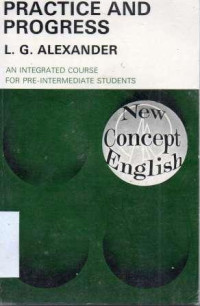 PRACTICE AND
PROGRESS
L. G. ALEXANDER
AN INTEGRATED COURSE
FOR PRE-INTERMEDIATE STUDENTS
New
Concept
English